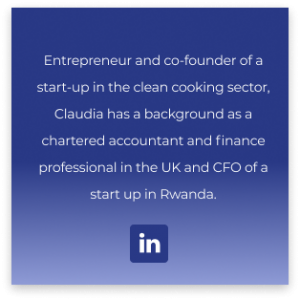 Entrepreneur and co-founder of a
start-up in the clean cooking sector,
Claudia has a background as a
chartered accountant and finance
professional in the UK and CFO of a
start up in Rwanda.
in